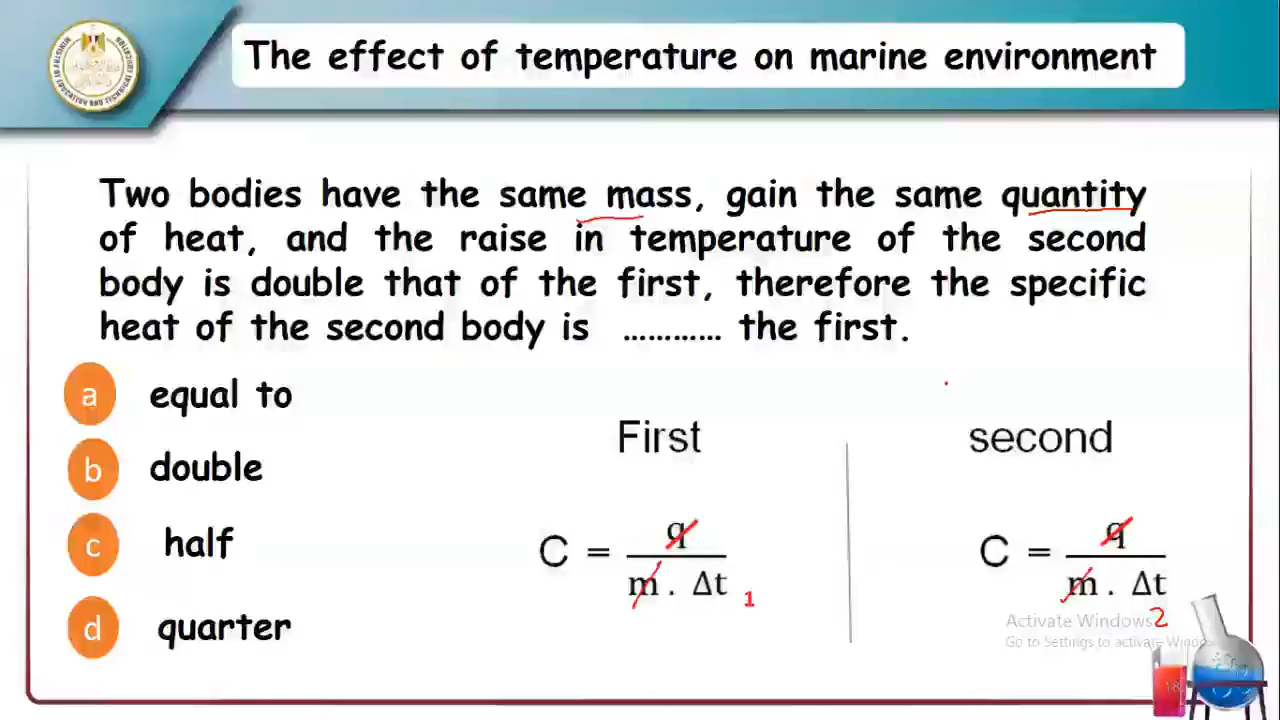 The effect of temperature on marine environment
Two bodies have the same mass, gain the same quantity
of heat, and the raise in temperature of the second
body is double that of the first, therefore the specific
heat of the second body is ............ the first.
a equal to
b double
c half
d quarter
First
C = q / m . Δt 1
second
C = q / m . Δt 2
Activate Windows
Go to Settings to activate
18